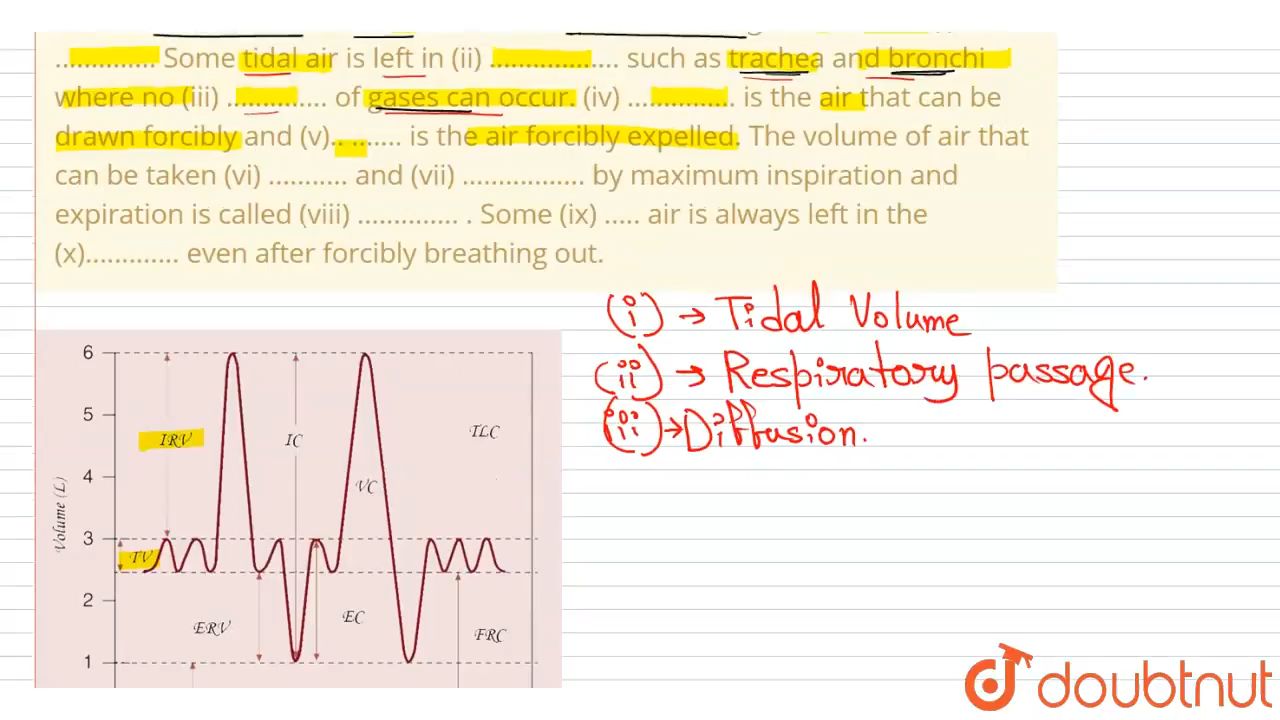 .............. Some tidal air is left in (ii) .................. such as trachea and bronchi
where no (iii) .............. of gases can occur. (iv) ............... is the air that can be
drawn forcibly and (v).. ....... is the air forcibly expelled. The volume of air that
can be taken (vi) ........... and (vii) ................. by maximum inspiration and
expiration is called (viii) .............. . Some (ix) ..... air is always left in the
(x)............. even after forcibly breathing out.
(i) → Tidal Volume
(ii) → Respiratory passage.
(iii) → Diffusion.
6
5
4
3
2
1
Volume (L)
IRV
IC
TLC
VC
TV
ERV
EC
FRC
doubtnut